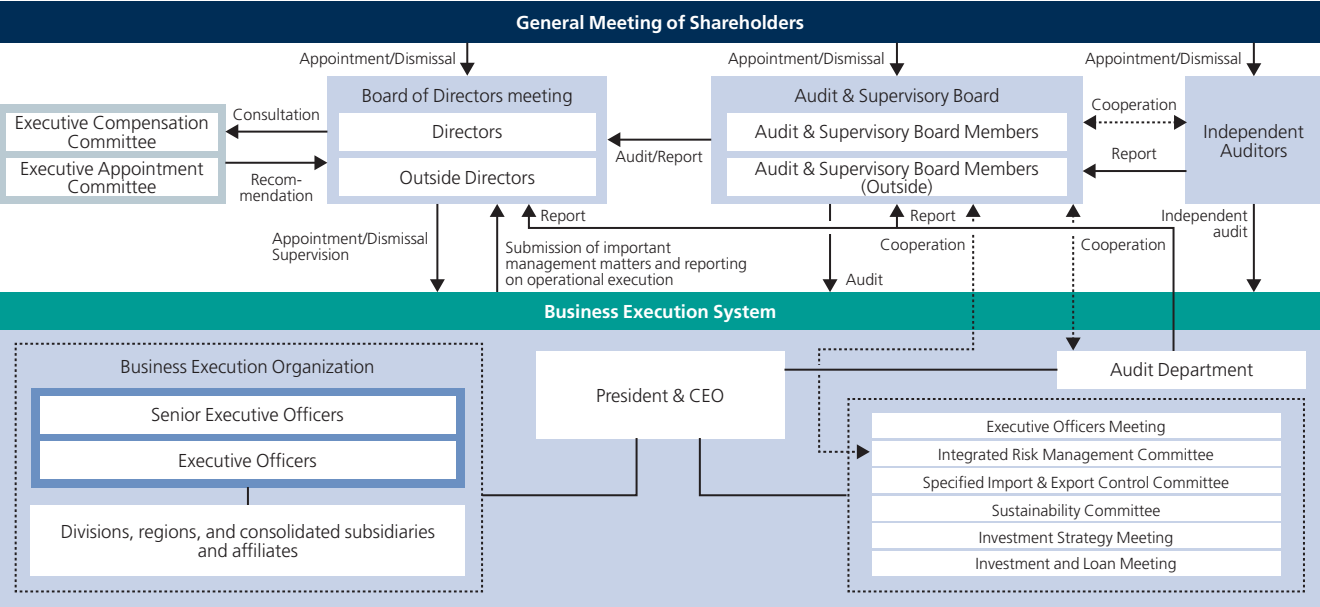 General Meeting of Shareholders
Appointment/Dismissal
Appointment/Dismissal
Appointment/Dismissal
Executive Compensation
Committee
Executive Appointment
Committee
Consultation
Recom-
mendation
Board of Directors meeting
Directors
Outside Directors
Audit/Report
Audit & Supervisory Board
Audit & Supervisory Board Members
Audit & Supervisory Board Members
(Outside)
Cooperation
Report
Independent
Auditors
Appointment/Dismissal
Supervision
Report
Submission of important
management matters and reporting
on operational execution
Report
Cooperation
Audit
Cooperation
Independent
audit
Business Execution System
Business Execution Organization
Senior Executive Officers
Executive Officers
Divisions, regions, and consolidated subsidiaries
and affiliates
President & CEO
Audit Department
Executive Officers Meeting
Integrated Risk Management Committee
Specified Import & Export Control Committee
Sustainability Committee
Investment Strategy Meeting
Investment and Loan Meeting